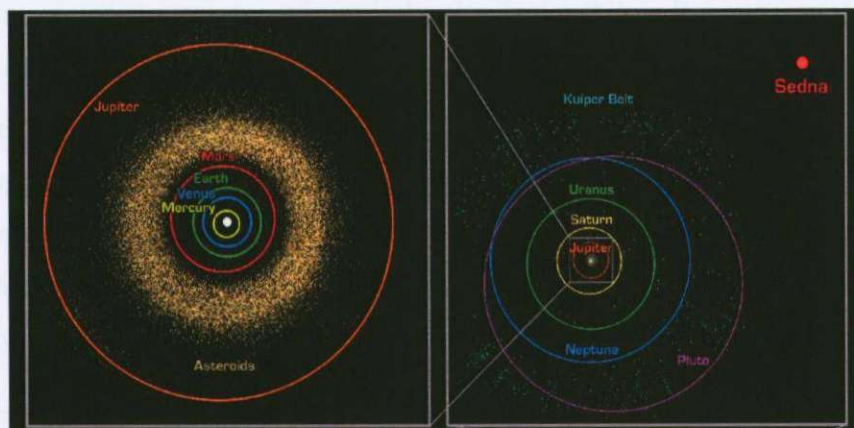 Jupiter
Mars
Earth
Venus
Mercury
Asteroids
Kuiper Belt
Sedna
Uranus
Saturn
Jupiter
Neptune
Pluto